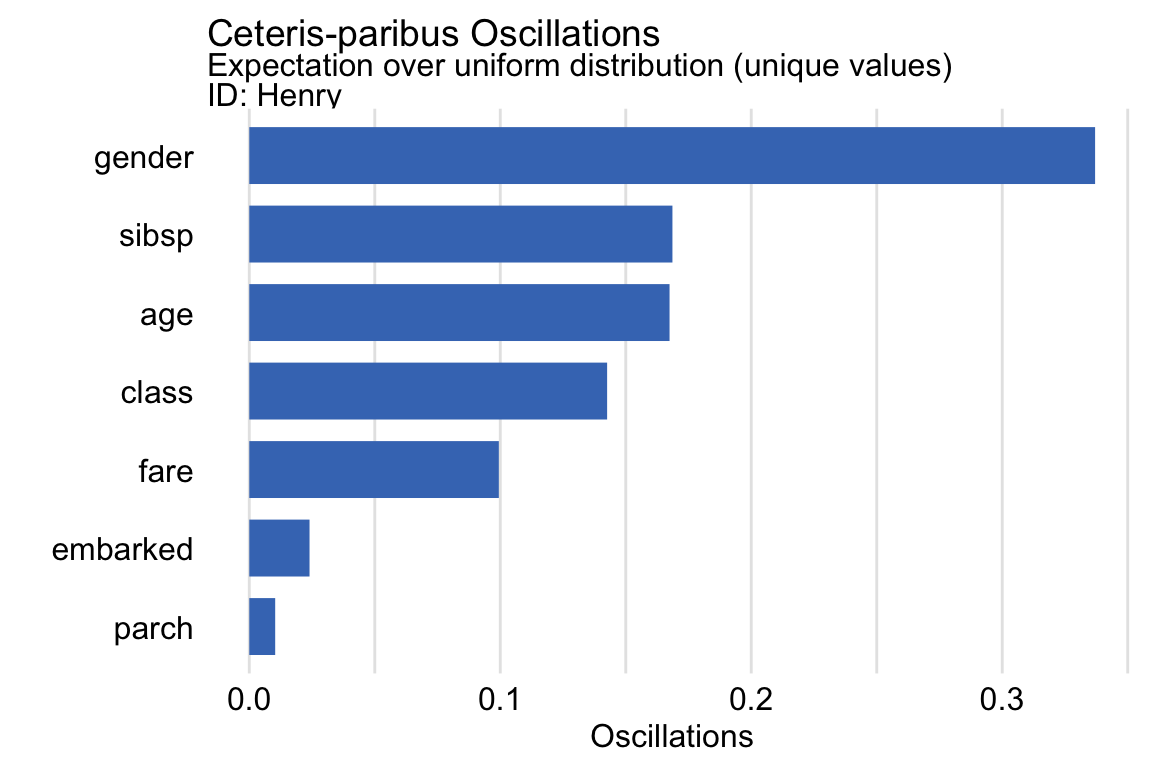 Ceteris-paribus Oscillations
Expectation over uniform distribution (unique values)
ID: Henry
gender
sibsp
age
class
fare
embarked
parch
0.0 0.1 0.2 0.3
Oscillations